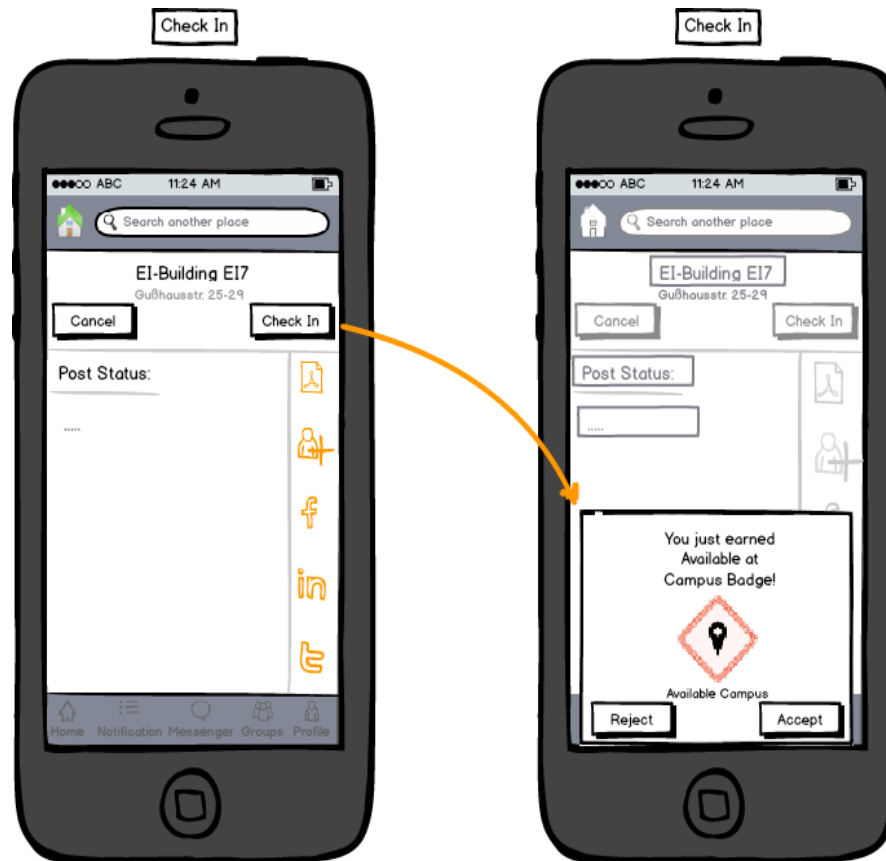 Check In
ABC 11:24 AM
Search another place
EI-Building EI7
Gußhausstr. 25-29
Cancel Check In
Post Status:
.....
f
in
t
Home Notification Messenger Groups Profile
Check In
ABC 11:24 AM
Search another place
EI-Building EI7
Gußhausstr. 25-29
Cancel Check In
Post Status:
.....
You just earned
Available at
Campus Badge!
Available Campus
Reject Accept